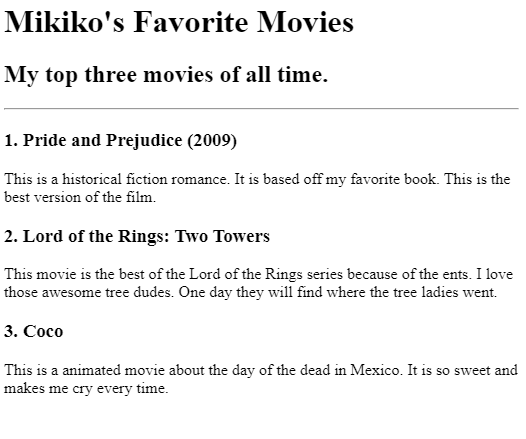 Mikiko's Favorite Movies
My top three movies of all time.
1. Pride and Prejudice (2009)
This is a historical fiction romance. It is based off my favorite book. This is the
best version of the film.
2. Lord of the Rings: Two Towers
This movie is the best of the Lord of the Rings series because of the ents. I love
those awesome tree dudes. One day they will find where the tree ladies went.
3. Coco
This is a animated movie about the day of the dead in Mexico. It is so sweet and
makes me cry every time.